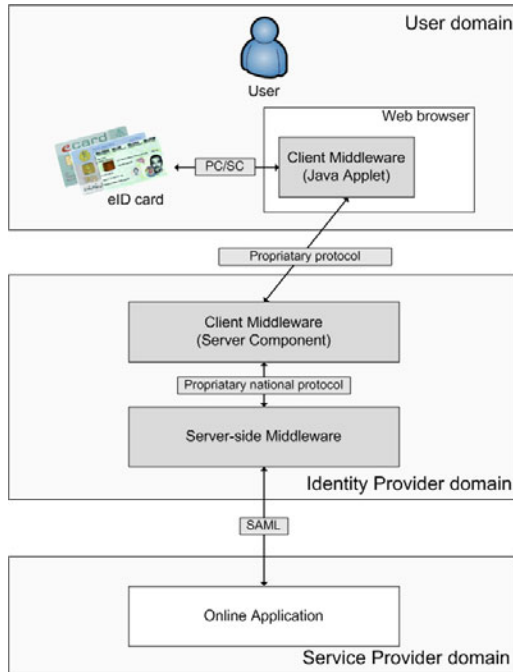 User domain
User
Web browser
ecard
PC/SC
Client Middleware
(Java Applet)
eID card
Propriatary protocol
Client Middleware
(Server Component)
Propriatary national protocol
Server-side Middleware
Identity Provider domain
SAML
Online Application
Service Provider domain